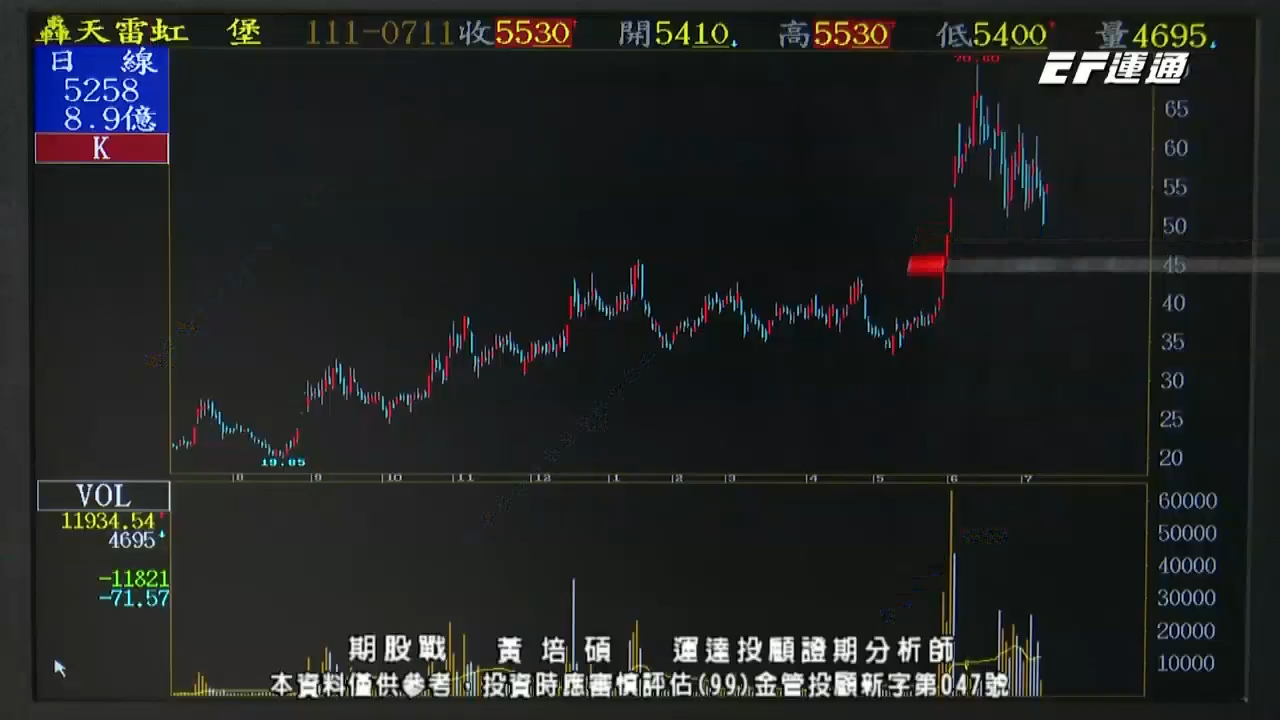 轟天雷虹 堡 111-0711收5530 開5410 高5530 低5400 量4695
日 線
5258
8.9億
K
EF運通
70.60
65
60
55
50
45
40
35
30
25
20
19.85
8 9 10 11 12 1 2 3 4 5 6 7
VOL
11934.54
4695
-11821
-71.57
60000
50000
40000
30000
20000
10000
期股戰 黃培碩 運達投顧證期分析師
本資料僅供參考，投資時應審慎評估(99)金管投顧新字第047號